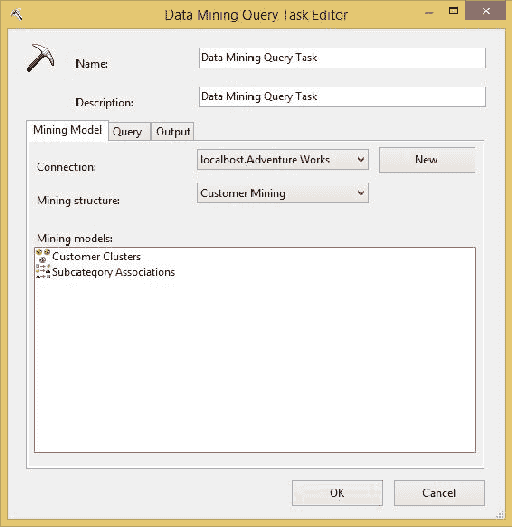 Data Mining Query Task Editor
Name:
Data Mining Query Task
Description:
Data Mining Query Task
Mining Model
Query
Output
Connection:
localhost.Adventure Works
New
Mining structure:
Customer Mining
Mining models:
Customer Clusters
Subcategory Associations
OK
Cancel